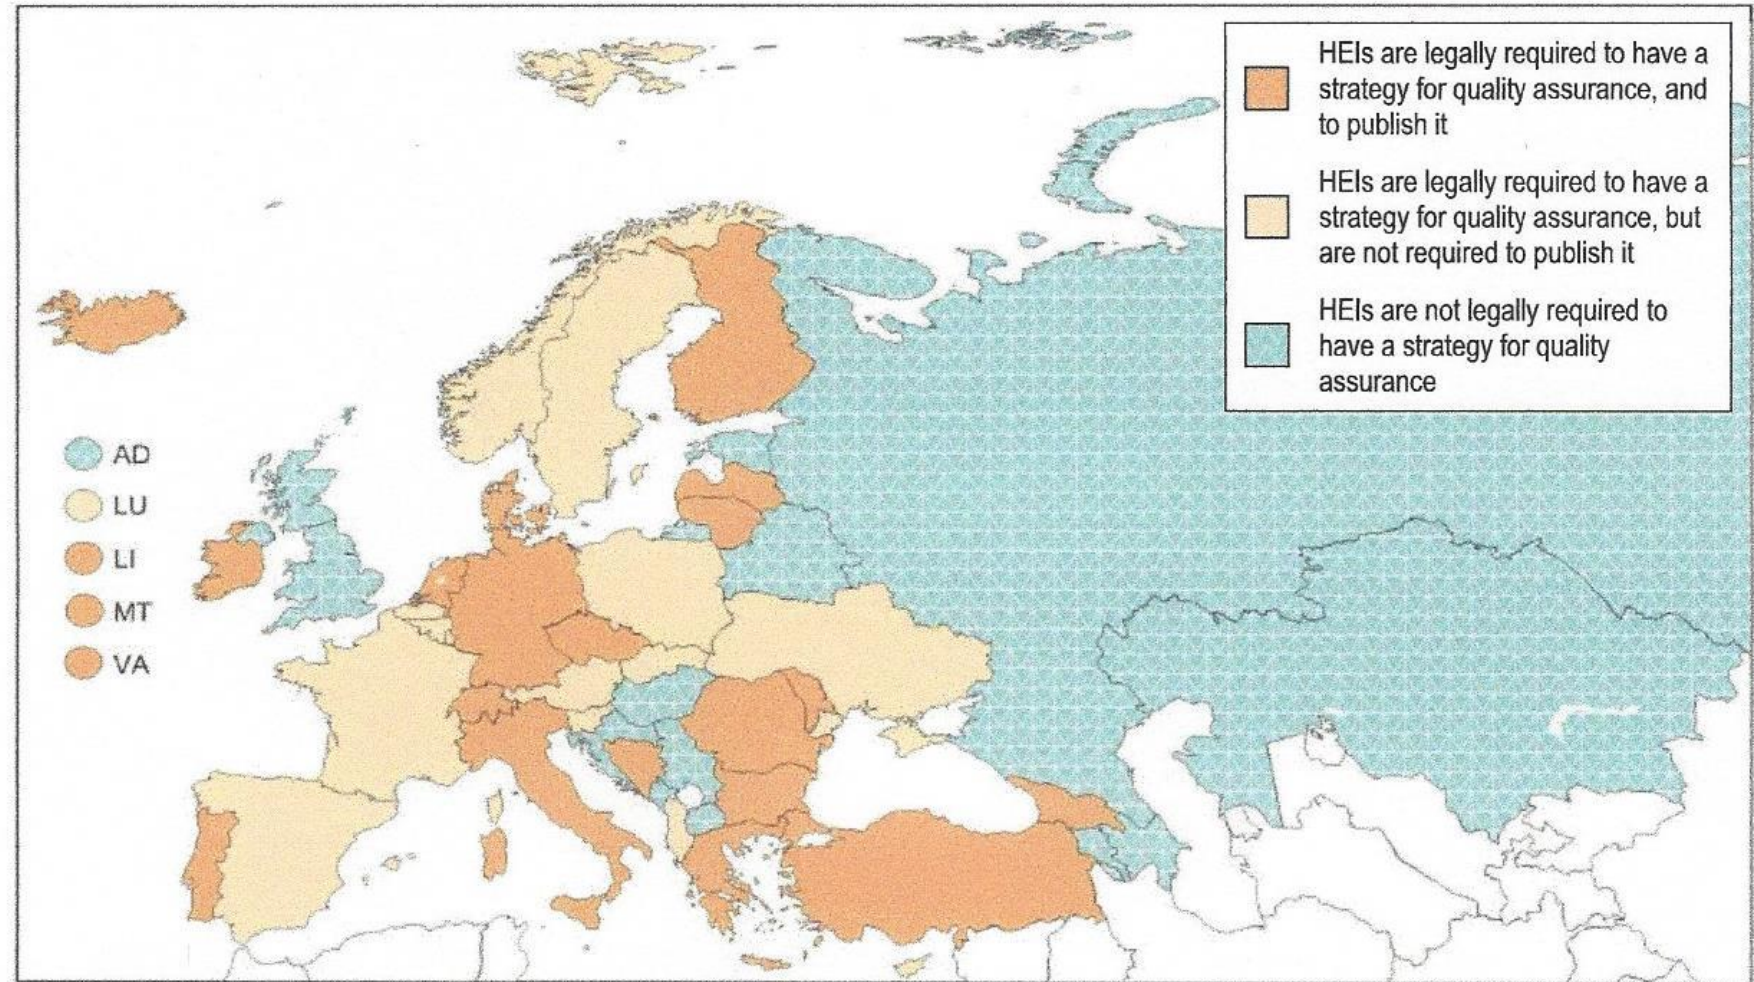 HEIs are legally required to have a
strategy for quality assurance, and
to publish it
HEIs are legally required to have a
strategy for quality assurance, but
are not required to publish it
HEIs are not legally required to
have a strategy for quality
assurance
AD
LU
LI
MT
VA